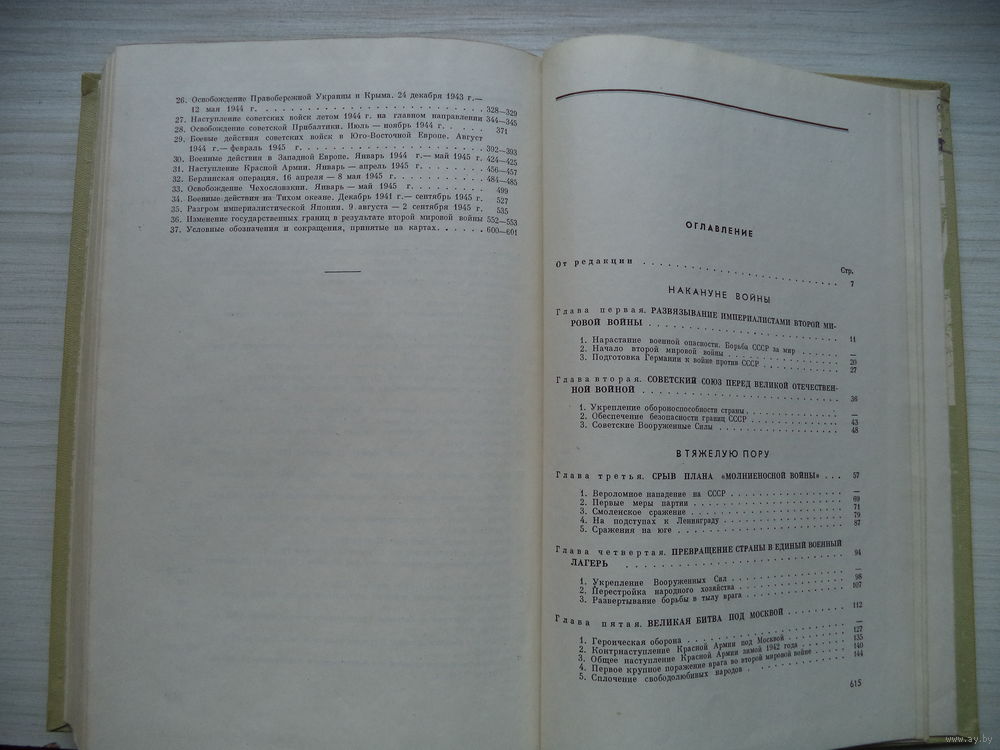 26. Освобождение Правобережной Украины и Крыма. 24 декабря 1943 г.—
12 мая 1944 г. . . . . . . . . . . . . . . . . . . . . . 328—329
27. Наступление советских войск летом 1944 г. на главном направлении 344—345
28. Освобождение советской Прибалтики. Июль — ноябрь 1944 г. . . . . 371
29. Боевые действия советских войск в Юго-Восточной Европе. Август
1944 г.— февраль 1945 г. . . . . . . . . . . . . . . . . 392—393
30. Военные действия в Западной Европе. Январь 1944 г.— май 1945 г. 424—425
31. Наступление Красной Армии. Январь — апрель 1945 г. . . . . . . . 456—457
32. Берлинская операция. 16 апреля — 8 мая 1945 г. . . . . . . . . . 484—485
33. Освобождение Чехословакии. Январь — май 1945 г. . . . . . . . . 499
34. Военные действия на Тихом океане. Декабрь 1941 г.— сентябрь 1945 г. 527
35. Разгром империалистической Японии. 9 августа — 2 сентября 1945 г. 535
36. Изменение государственных границ в результате второй мировой войны 552—553
37. Условные обозначения и сокращения, принятые на картах. . . . . . 600—601
ОГЛАВЛЕНИЕ
Стр.
От редакции . . . . . . . . . . . . . . . . . . . . 7
НАКАНУНЕ ВОЙНЫ
Глава первая. РАЗВЯЗЫВАНИЕ ИМПЕРИАЛИСТАМИ ВТОРОЙ МИ-
РОВОЙ ВОЙНЫ . . . . . . . . . . . . . . . . . . . . 11
1. Нарастание военной опасности. Борьба СССР за мир . . . . . . —
2. Начало второй мировой войны . . . . . . . . . . . . 20
3. Подготовка Германии к войне против СССР . . . . . . . . 27
Глава вторая. СОВЕТСКИЙ СОЮЗ ПЕРЕД ВЕЛИКОЙ ОТЕЧЕСТВЕН-
НОЙ ВОЙНОЙ . . . . . . . . . . . . . . . . . . . . 36
1. Укрепление обороноспособности страны . . . . . . . . . —
2. Обеспечение безопасности границ СССР . . . . . . . . . 43
3. Советские Вооруженные Силы . . . . . . . . . . . . . 48
В ТЯЖЕЛУЮ ПОРУ
Глава третья. СРЫВ ПЛАНА «МОЛНИЕНОСНОЙ ВОЙНЫ» . . . 57
1. Вероломное нападение на СССР . . . . . . . . . . . . —
2. Первые меры партии . . . . . . . . . . . . . . . . 69
3. Смоленское сражение . . . . . . . . . . . . . . . . 71
4. На подступах к Ленинграду . . . . . . . . . . . . . 79
5. Сражения на юге . . . . . . . . . . . . . . . . . . 87
Глава четвертая. ПРЕВРАЩЕНИЕ СТРАНЫ В ЕДИНЫЙ ВОЕННЫЙ
ЛАГЕРЬ . . . . . . . . . . . . . . . . . . . . . . 94
1. Укрепление Вооруженных Сил . . . . . . . . . . . . . —
2. Перестройка народного хозяйства . . . . . . . . . . . 98
3. Развертывание борьбы в тылу врага . . . . . . . . . . 107
Глава пятая. ВЕЛИКАЯ БИТВА ПОД МОСКВОЙ . . . . . . . 112
1. Героическая оборона . . . . . . . . . . . . . . . . —
2. Контрнаступление Красной Армии под Москвой . . . . . . 127
3. Общее наступление Красной Армии зимой 1942 года . . . . 135
4. Первое крупное поражение врага во второй мировой войне . . . 140
5. Сплочение свободолюбивых народов . . . . . . . . . . 144
615
www.ay.by